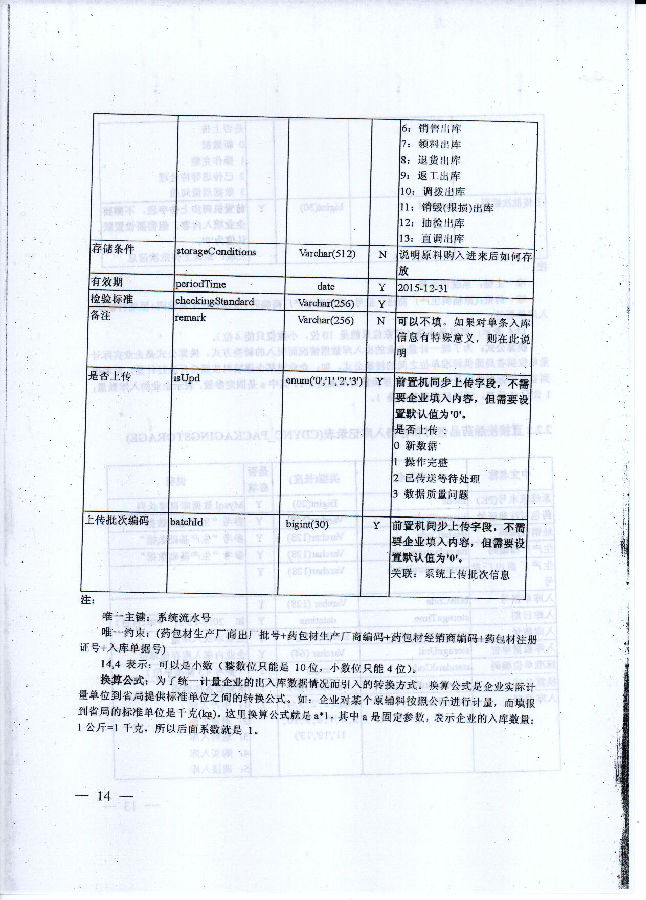 6：销售出库
7：领料出库
8：退货出库
9：返工出库
10：调拨出库
11：销毁(报损)出库
12：抽检出库
13：直调出库
存储条件 storageConditions Varchar(512) N 说明原料购入进来后如何存
放
有效期 periodTime date Y 2015-12-31
检验标准 checkingStandard Varchar(256) Y
备注 remark Varchar(256) N 可以不填。如果对单条入库
信息有特殊意义，则在此说
明
是否上传 isUpd enum('0','1','2','3') Y 前置机同步上传字段，不需
要企业填入内容，但需要设
置默认值为'0'。
是否上传：
0 新数据
1 操作完整
2 已传送等待处理
3 数据质量问题
上传批次编码 batchId bigint(30) Y 前置机同步上传字段，不需
要企业填入内容，但需要设
置默认值为'0'。
关联：系统上传批次信息
注：
唯一主键：系统流水号
唯一约束：(药包材生产厂商出厂批号+药包材生产厂商编码+药包材经销商编码+药包材注册
证号+入库单据号)
14,4 表示：可以是小数（整数位只能是 10位，小数位只能4位）。
换算公式：为了统一计量企业的出入库数据情况而引入的转换方式。换算公式是企业实际计
量单位到省局提供标准单位之间的转换公式。如：企业对某个原辅料按照公斤进行计量，而填报
到省局的标准单位是千克(kg)，这里换算公式就是a*1，其中 a 是固定参数，表示企业的入库数量；
1 公斤=1 千克，所以后面系数就是 1。
— 14 —